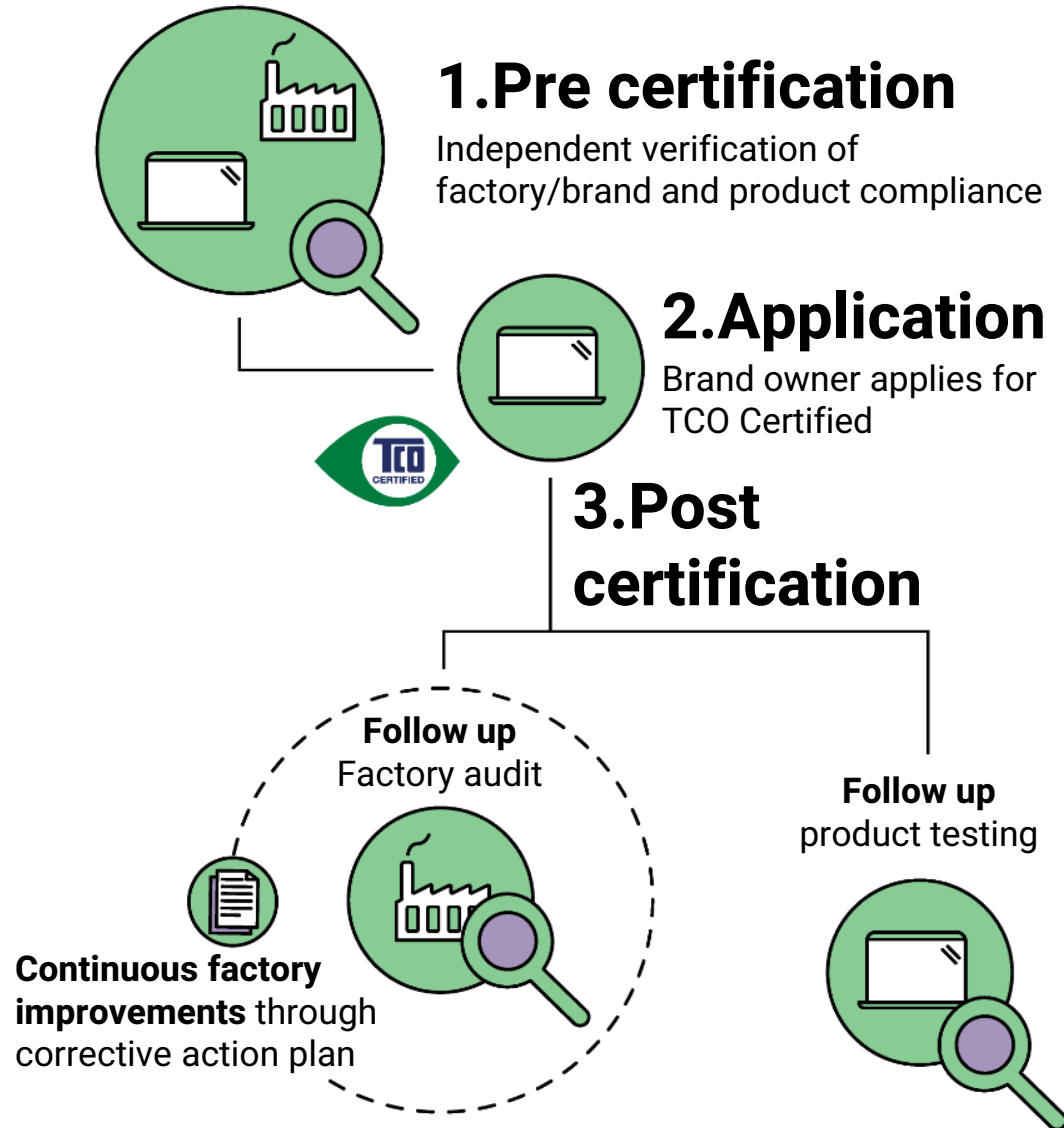 1.Pre certification
Independent verification of
factory/brand and product compliance
2.Application
Brand owner applies for
TCO Certified
TCO
CERTIFIED
3.Post
certification
Follow up
Factory audit
Follow up
product testing
Continuous factory
improvements through
corrective action plan